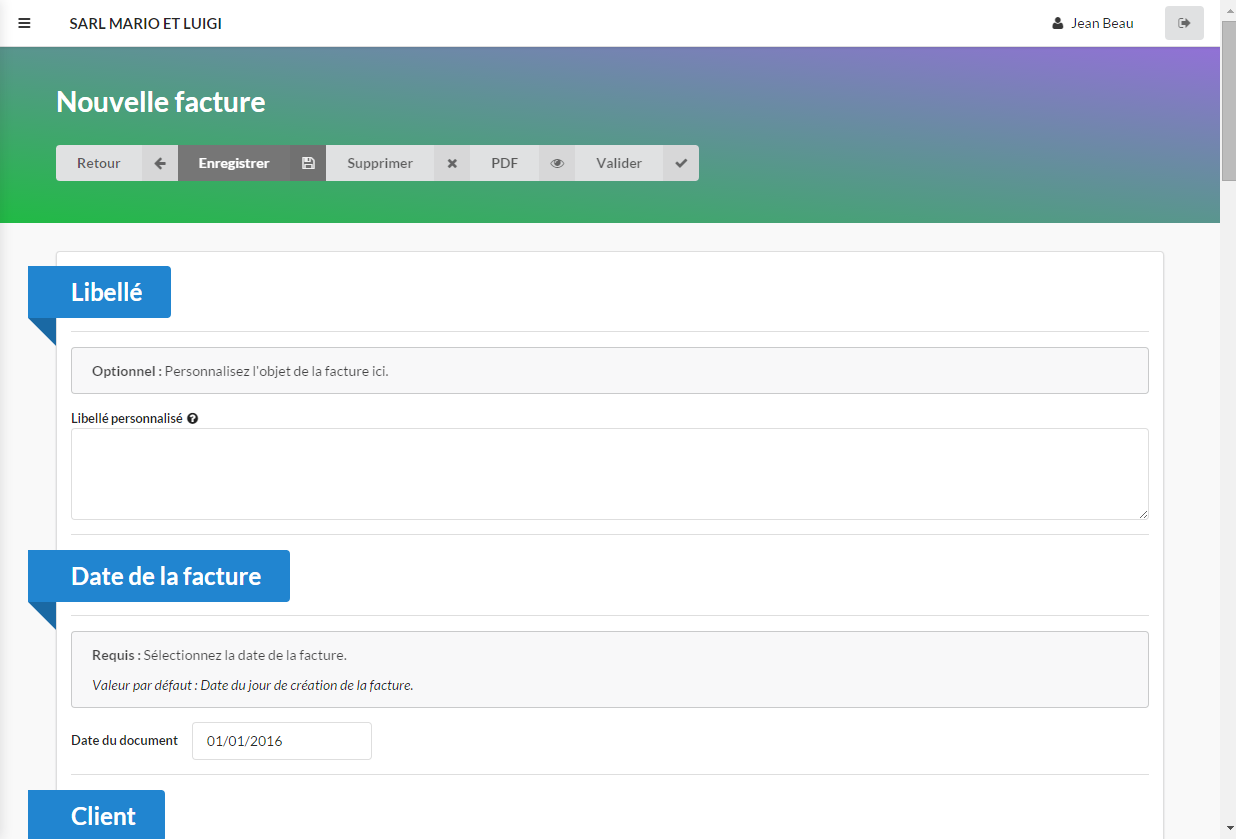 SARL MARIO ET LUIGI
Jean Beau
Nouvelle facture
Retour Enregistrer Supprimer PDF Valider
Libellé
Optionnel : Personnalisez l'objet de la facture ici.
Libellé personnalisé
Date de la facture
Requis : Sélectionnez la date de la facture.
Valeur par défaut : Date du jour de création de la facture.
Date du document 01/01/2016
Client